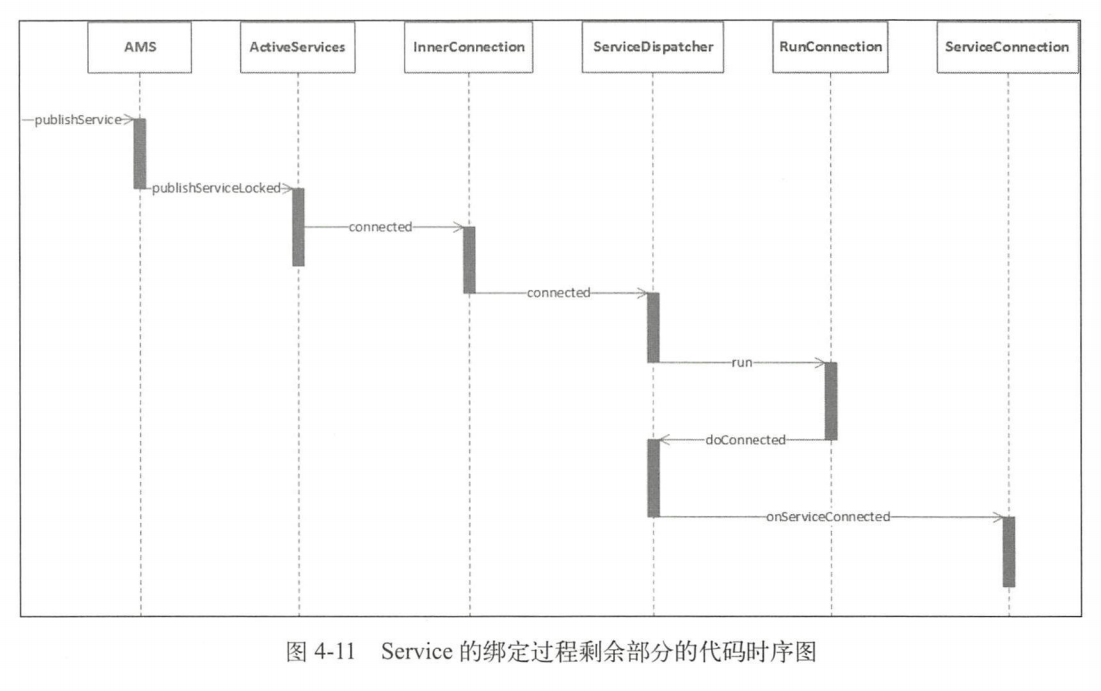 AMS
ActiveServices
InnerConnection
ServiceDispatcher
RunConnection
ServiceConnection
publishService
publishServiceLocked
connected
connected
run
doConnected
onServiceConnected
图 4-11 Service 的绑定过程剩余部分的代码时序图